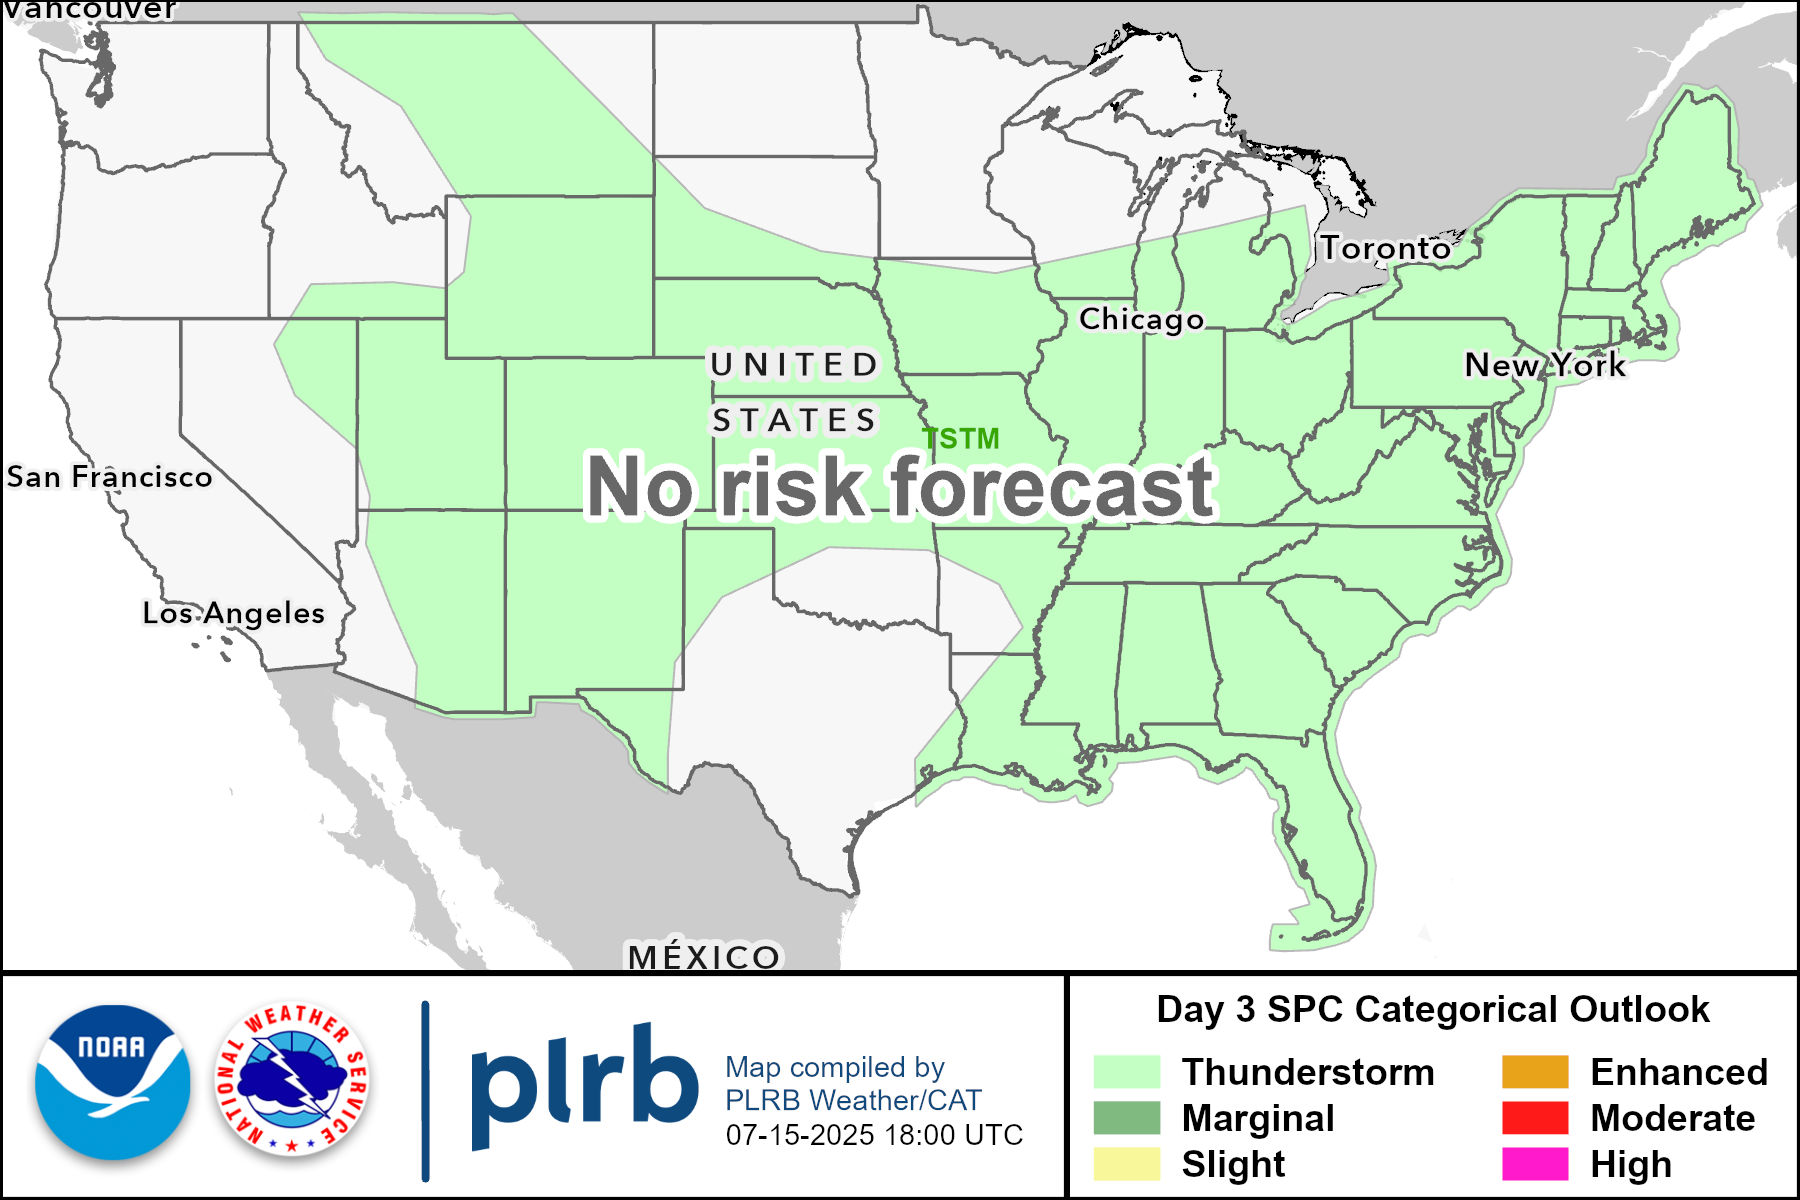 Vancouver
Toronto
Chicago
New York
UNITED
STATES
TSTM
No risk forecast
San Francisco
Los Angeles
MÉXICO
NOAA
NATIONAL WEATHER SERVICE
plrb
Map compiled by
PLRB Weather/CAT
07-15-2025 18:00 UTC
Day 3 SPC Categorical Outlook
Thunderstorm
Marginal
Slight
Enhanced
Moderate
High